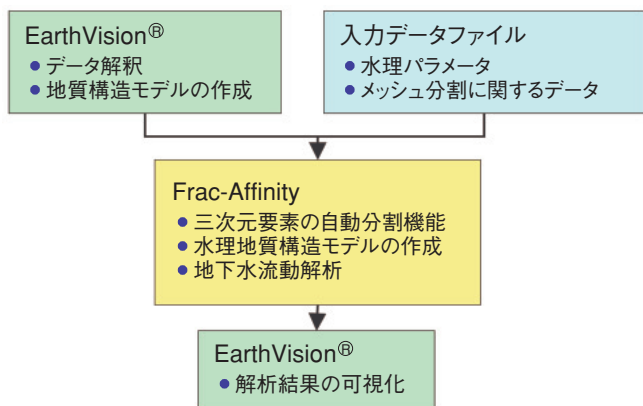 EarthVision®
● データ解釈
● 地質構造モデルの作成
入力データファイル
● 水理パラメータ
● メッシュ分割に関するデータ
Frac-Affinity
● 三次元要素の自動分割機能
● 水理地質構造モデルの作成
● 地下水流動解析
EarthVision®
● 解析結果の可視化